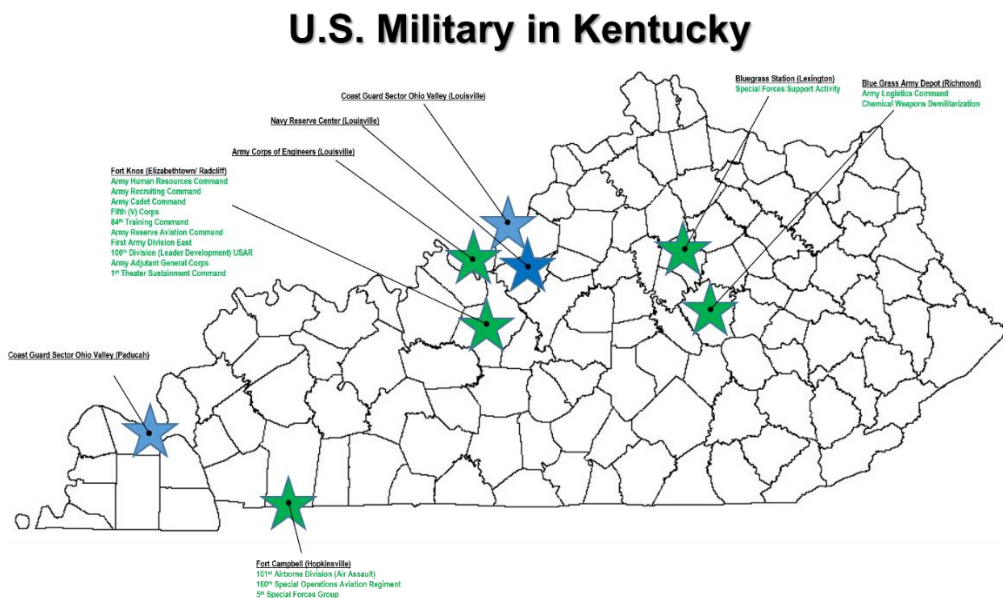 U.S. Military in Kentucky
Coast Guard Sector Ohio Valley (Louisville)
Navy Reserve Center (Louisville)
Army Corps of Engineers (Louisville)
Bluegrass Station (Lexington)
Special Forces Support Activity
Blue Grass Army Depot (Richmond)
Army Logistics Command
Chemical Weapons Demilitarization
Fort Knox (Elizabethtown/ Radcliff)
Army Human Resources Command
Army Recruiting Command
Army Cadet Command
Fifth (V) Corps
84th Training Command
Army Reserve Aviation Command
First Army Division East
100th Division (Leader Development) USAR
Army Adjutant General Corps
1st Theater Sustainment Command
Coast Guard Sector Ohio Valley (Paducah)
Fort Campbell (Hopkinsville)
101st Airborne Division (Air Assault)
160th Special Operations Aviation Regiment
5th Special Forces Group